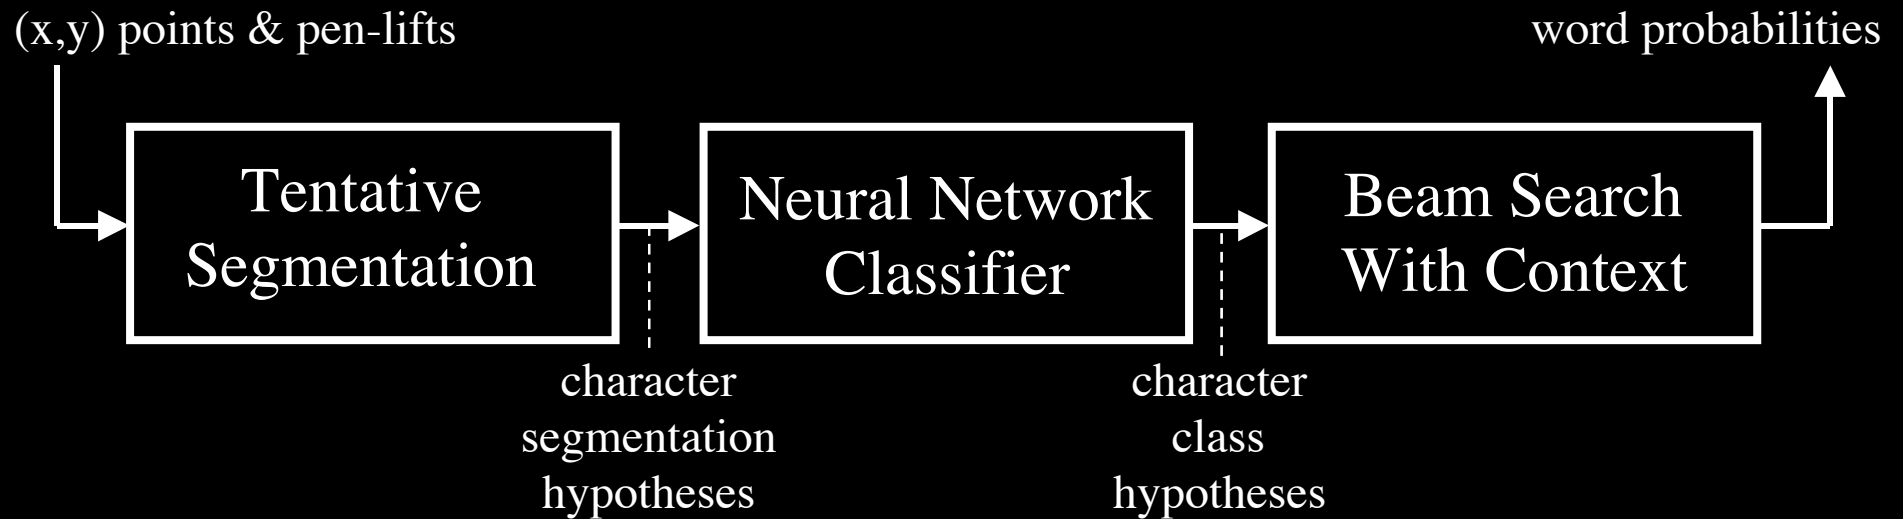 (x,y) points & pen-lifts
word probabilities
Tentative
Segmentation
Neural Network
Classifier
Beam Search
With Context
character
segmentation
hypotheses
character
class
hypotheses